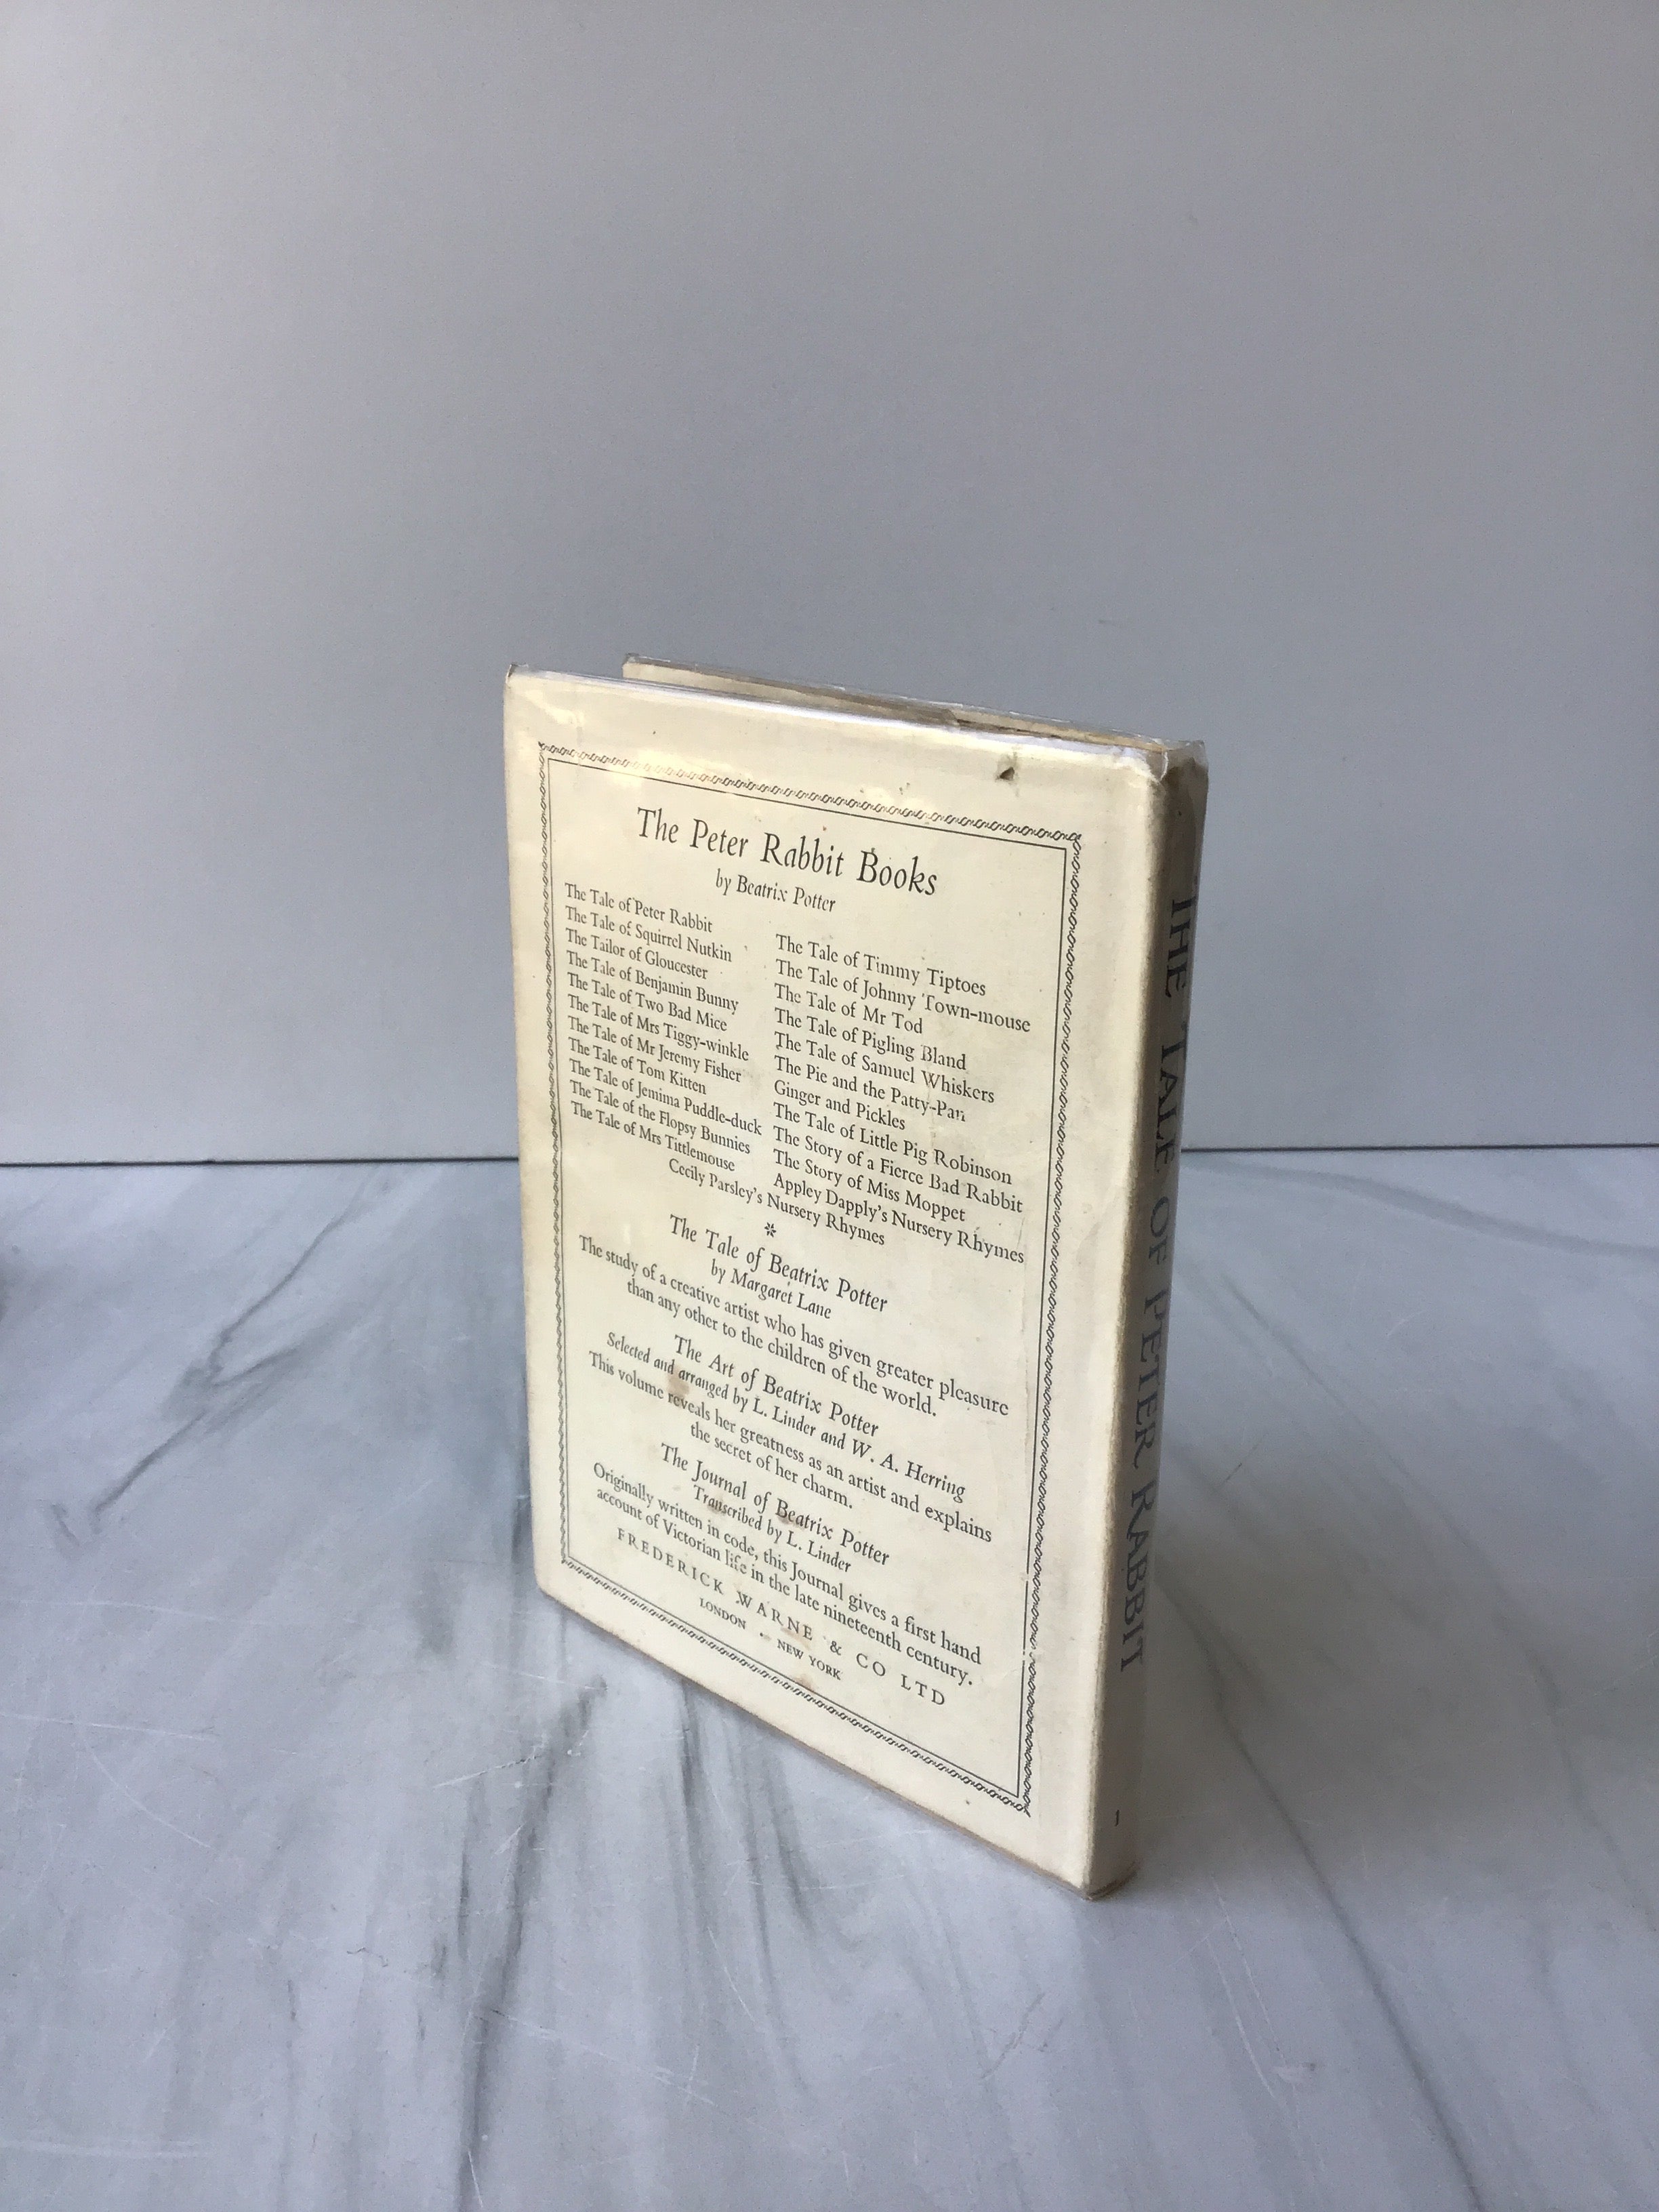 The Peter Rabbit Books
by Beatrix Potter
The Tale of Peter Rabbit
The Tale of Squirrel Nutkin
The Tailor of Gloucester
The Tale of Benjamin Bunny
The Tale of Two Bad Mice
The Tale of Mrs Tiggy-winkle
The Tale of Mr Jeremy Fisher
The Tale of Tom Kitten
The Tale of Jemima Puddle-duck
The Tale of the Flopsy Bunnies
The Tale of Mrs Tittlemouse
The Tale of Timmy Tiptoes
The Tale of Johnny Town-mouse
The Tale of Mr Tod
The Tale of Pigling Bland
The Tale of Samuel Whiskers
The Pie and the Patty-Pan
Ginger and Pickles
The Tale of Little Pig Robinson
The Story of a Fierce Bad Rabbit
The Story of Miss Moppet
Appley Dapply's Nursery Rhymes
Cecily Parsley's Nursery Rhymes
The Tale of Beatrix Potter
by Margaret Lane
The study of a creative artist who has given greater pleasure
than any other to the children of the world.
The Art of Beatrix Potter
Selected and arranged by L. Linder and W. A. Herring
This volume reveals her greatness as an artist and explains
the secret of her charm.
The Journal of Beatrix Potter
Transcribed by L. Linder
Originally written in code, this Journal gives a first hand
account of Victorian life in the late nineteenth century.
FREDERICK WARNE & CO LTD
LONDON · NEW YORK
THE TALE OF PETER RABBIT
1